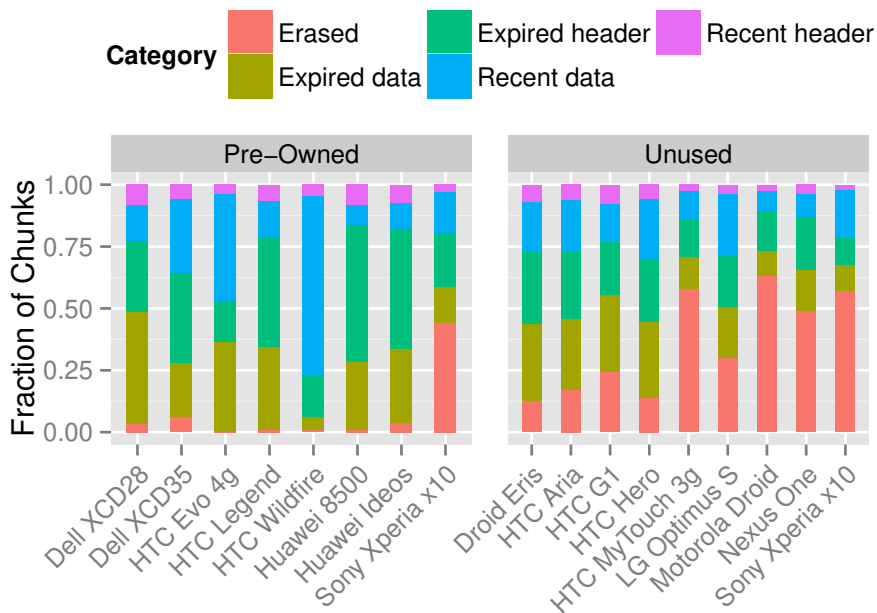 Category
Erased
Expired header
Recent header
Expired data
Recent data
Pre−Owned
Unused
Fraction of Chunks
1.00
0.75
0.50
0.25
0.00
Dell XCD28
Dell XCD35
HTC Evo 4g
HTC Legend
HTC Wildfire
Huawei 8500
Huawei Ideos
Sony Xperia x10
Droid Eris
HTC Aria
HTC G1
HTC Hero
HTC MyTouch 3g
LG Optimus S
Motorola Droid
Nexus One
Sony Xperia x10